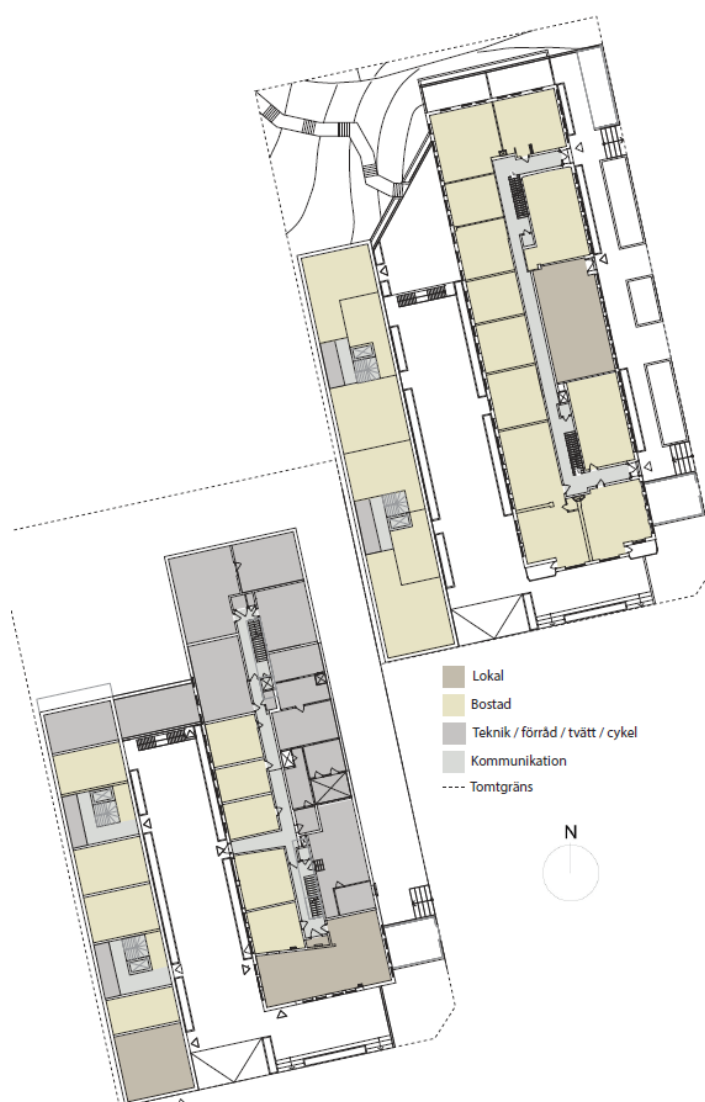 Lokal
Bostad
Teknik / förråd / tvätt / cykel
Kommunikation
Tomtgräns
N